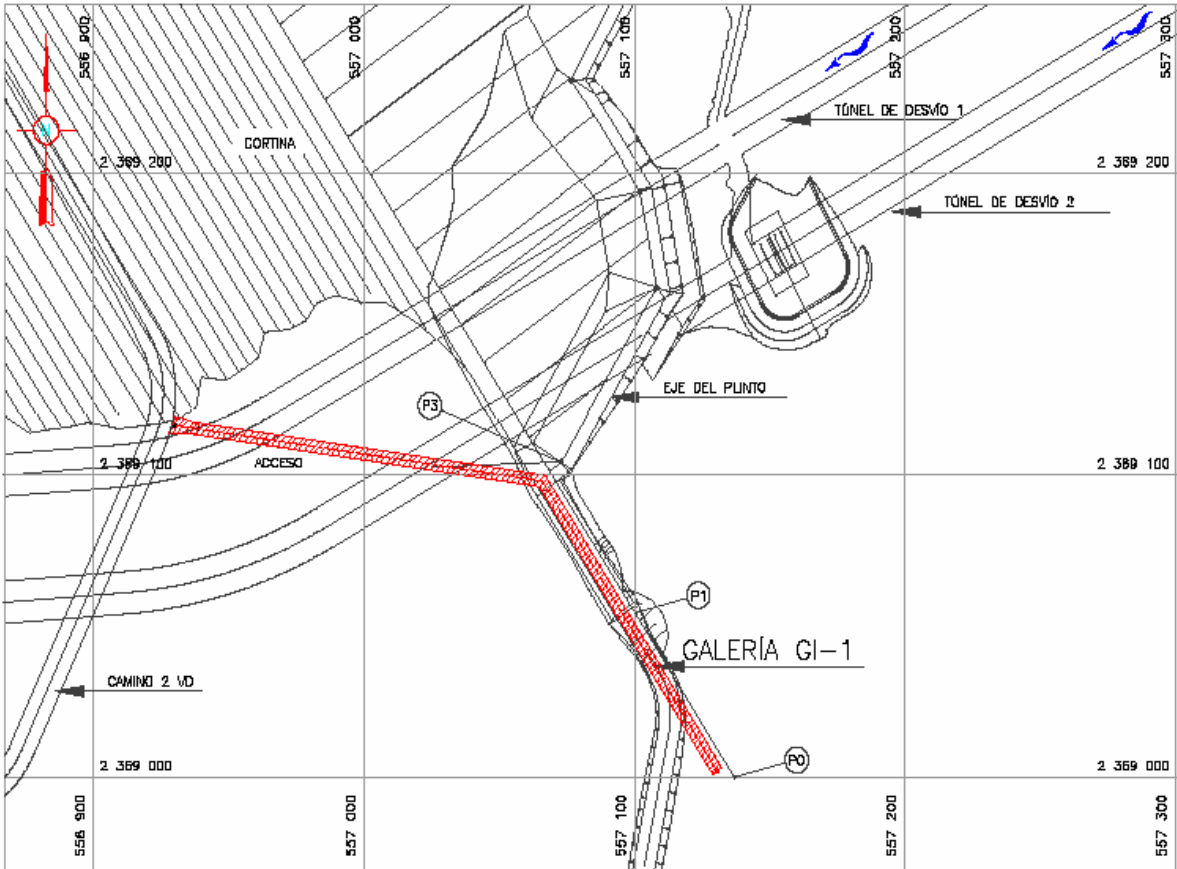 556 900
557 000
557 100
557 200
557 300
N
TÚNEL DE DESVÍO 1
CORTINA
2 369 200
2 369 200
TÚNEL DE DESVÍO 2
EJE DEL PLINTO
P3
2 369 100
ACCESO
2 369 100
P1
GALERÍA GI-1
CAMINO 2 VD
P0
2 369 000
2 369 000
556 900
557 000
557 100
557 200
557 300